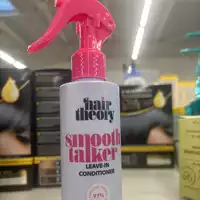 hair
theory
smooth
talker
LEAVE-IN
CONDITIONER